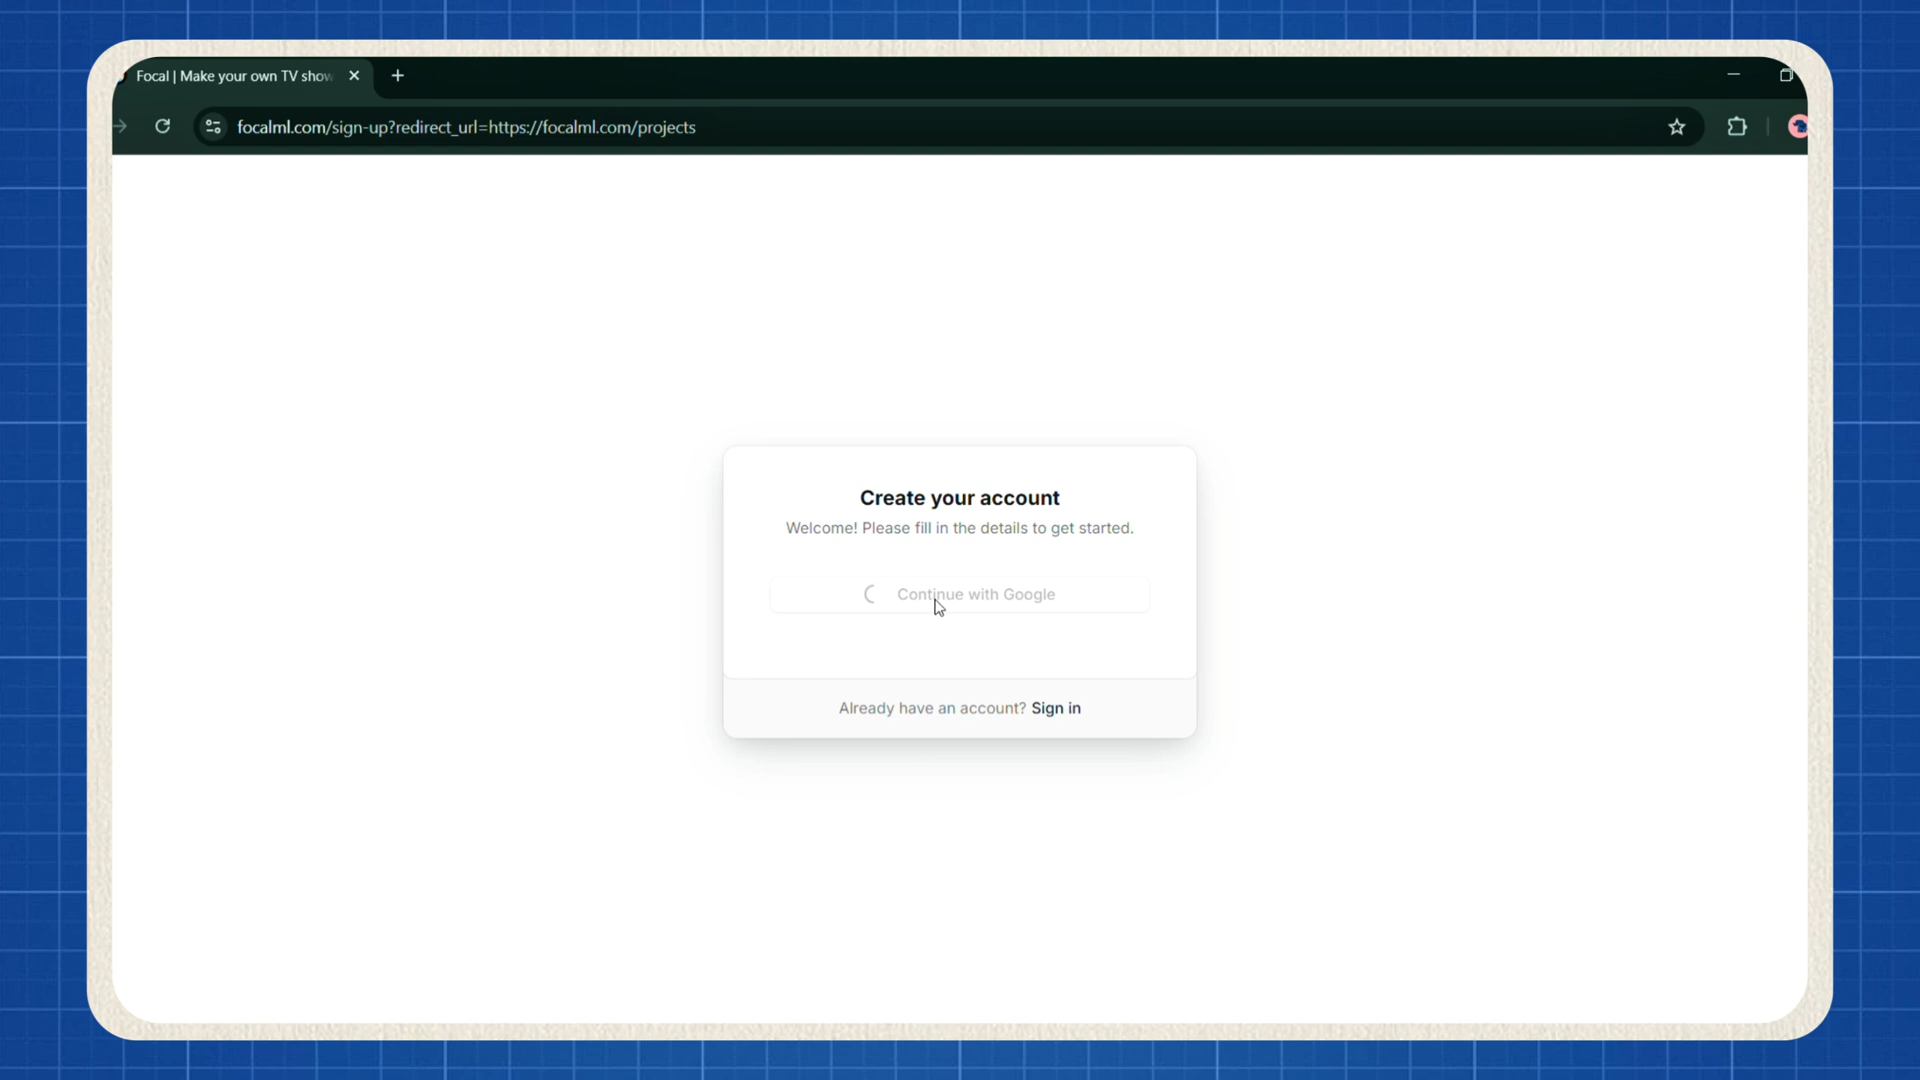 Focal | Make your own TV show
focalml.com/sign-up?redirect_url=https://focalml.com/projects
Create your account
Welcome! Please fill in the details to get started.
Continue with Google
Already have an account? Sign in